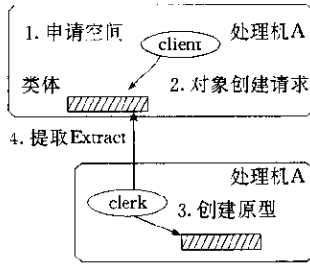 1. 申请空间
client
处理机A
类体
2. 对象创建请求
4. 提取Extract
处理机A
clerk
3. 创建原型